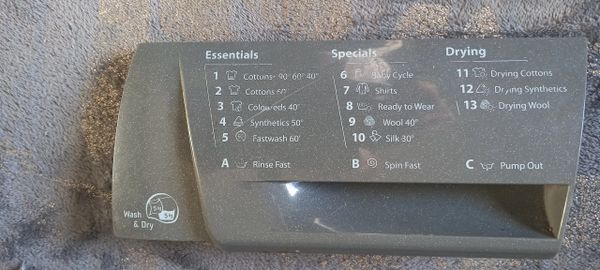 Essentials
1 Cottons 90° 60° 40°
2 Cottons 60°
3 Coloureds 40°
4 Synthetics 50°
5 Fastwash 60'
A Rinse Fast
Specials
6 Baby Cycle
7 Shirts
8 Ready to Wear
9 Wool 40°
10 Silk 30°
B Spin Fast
Drying
11 Drying Cottons
12 Drying Synthetics
13 Drying Wool
C Pump Out
Wash
& Dry